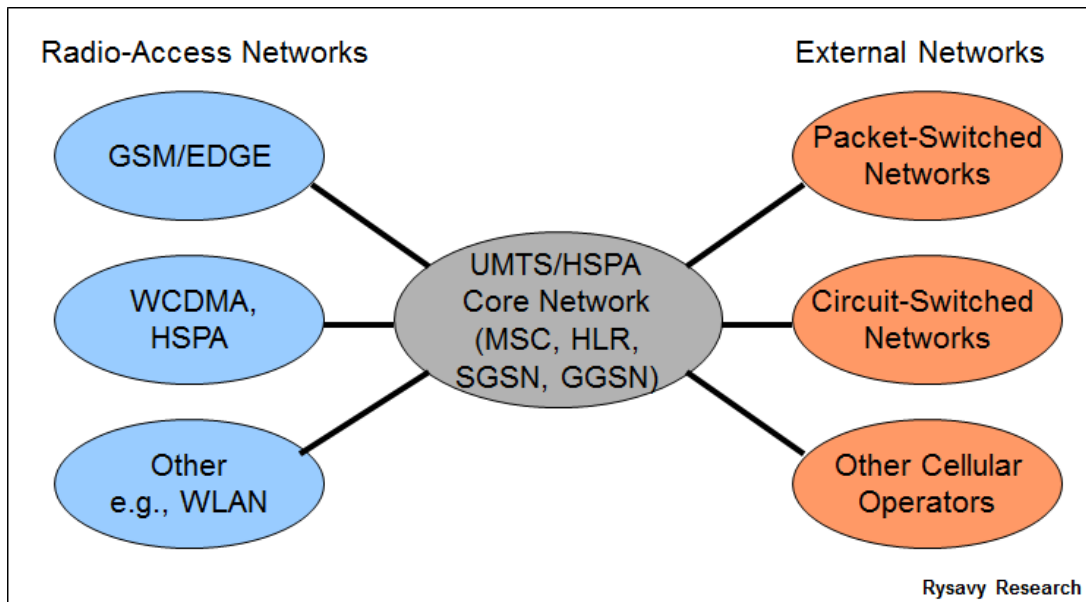 Radio-Access Networks
External Networks
GSM/EDGE
Packet-Switched
Networks
UMTS/HSPA
Core Network
(MSC, HLR,
SGSN, GGSN)
WCDMA,
HSPA
Circuit-Switched
Networks
Other
e.g., WLAN
Other Cellular
Operators
Rysavy Research